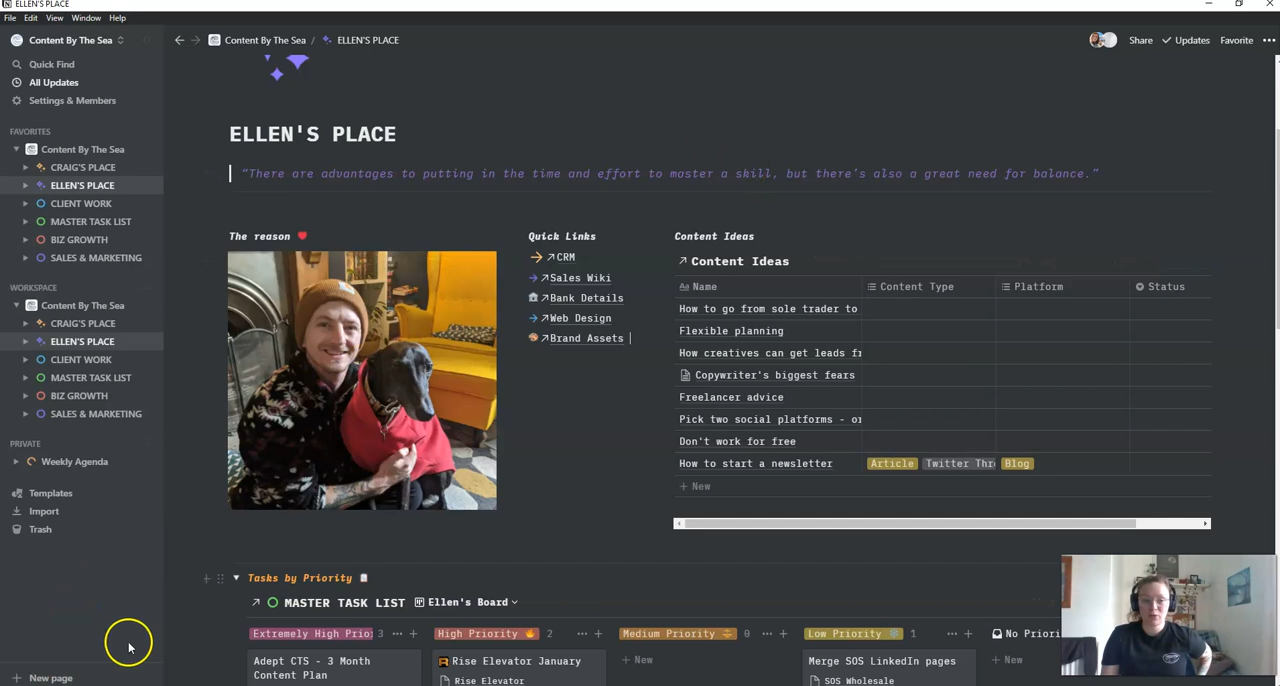 ELLEN'S PLACE
File Edit View Window Help
Content By The Sea
Content By The Sea / ELLEN'S PLACE
Share Updates Favorite
Quick Find
All Updates
Settings & Members
FAVORITES
Content By The Sea
CRAIG'S PLACE
ELLEN'S PLACE
CLIENT WORK
MASTER TASK LIST
BIZ GROWTH
SALES & MARKETING
WORKSPACE
Content By The Sea
CRAIG'S PLACE
ELLEN'S PLACE
CLIENT WORK
MASTER TASK LIST
BIZ GROWTH
SALES & MARKETING
PRIVATE
Weekly Agenda
Templates
Import
Trash
New page
ELLEN'S PLACE
"There are advantages to putting in the time and effort to master a skill, but there's also a great need for balance."
The reason
Quick Links
CRM
Sales Wiki
Bank Details
Web Design
Brand Assets
Content Ideas
Content Ideas
Name Content Type Platform Status
How to go from sole trader to
Flexible planning
How creatives can get leads fr
Copywriter's biggest fears
Freelancer advice
Pick two social platforms - or
Don't work for free
How to start a newsletter Article Twitter Thr Blog
+ New
Tasks by Priority
MASTER TASK LIST Ellen's Board
Extremely High Prior 3 High Priority 2 Medium Priority 0 Low Priority 1 No Priori
Adept CTS - 3 Month Content Plan
Rise Elevator January
Rise Elevator
+ New
Merge SOS LinkedIn pages
SOS Wholesale
+ New